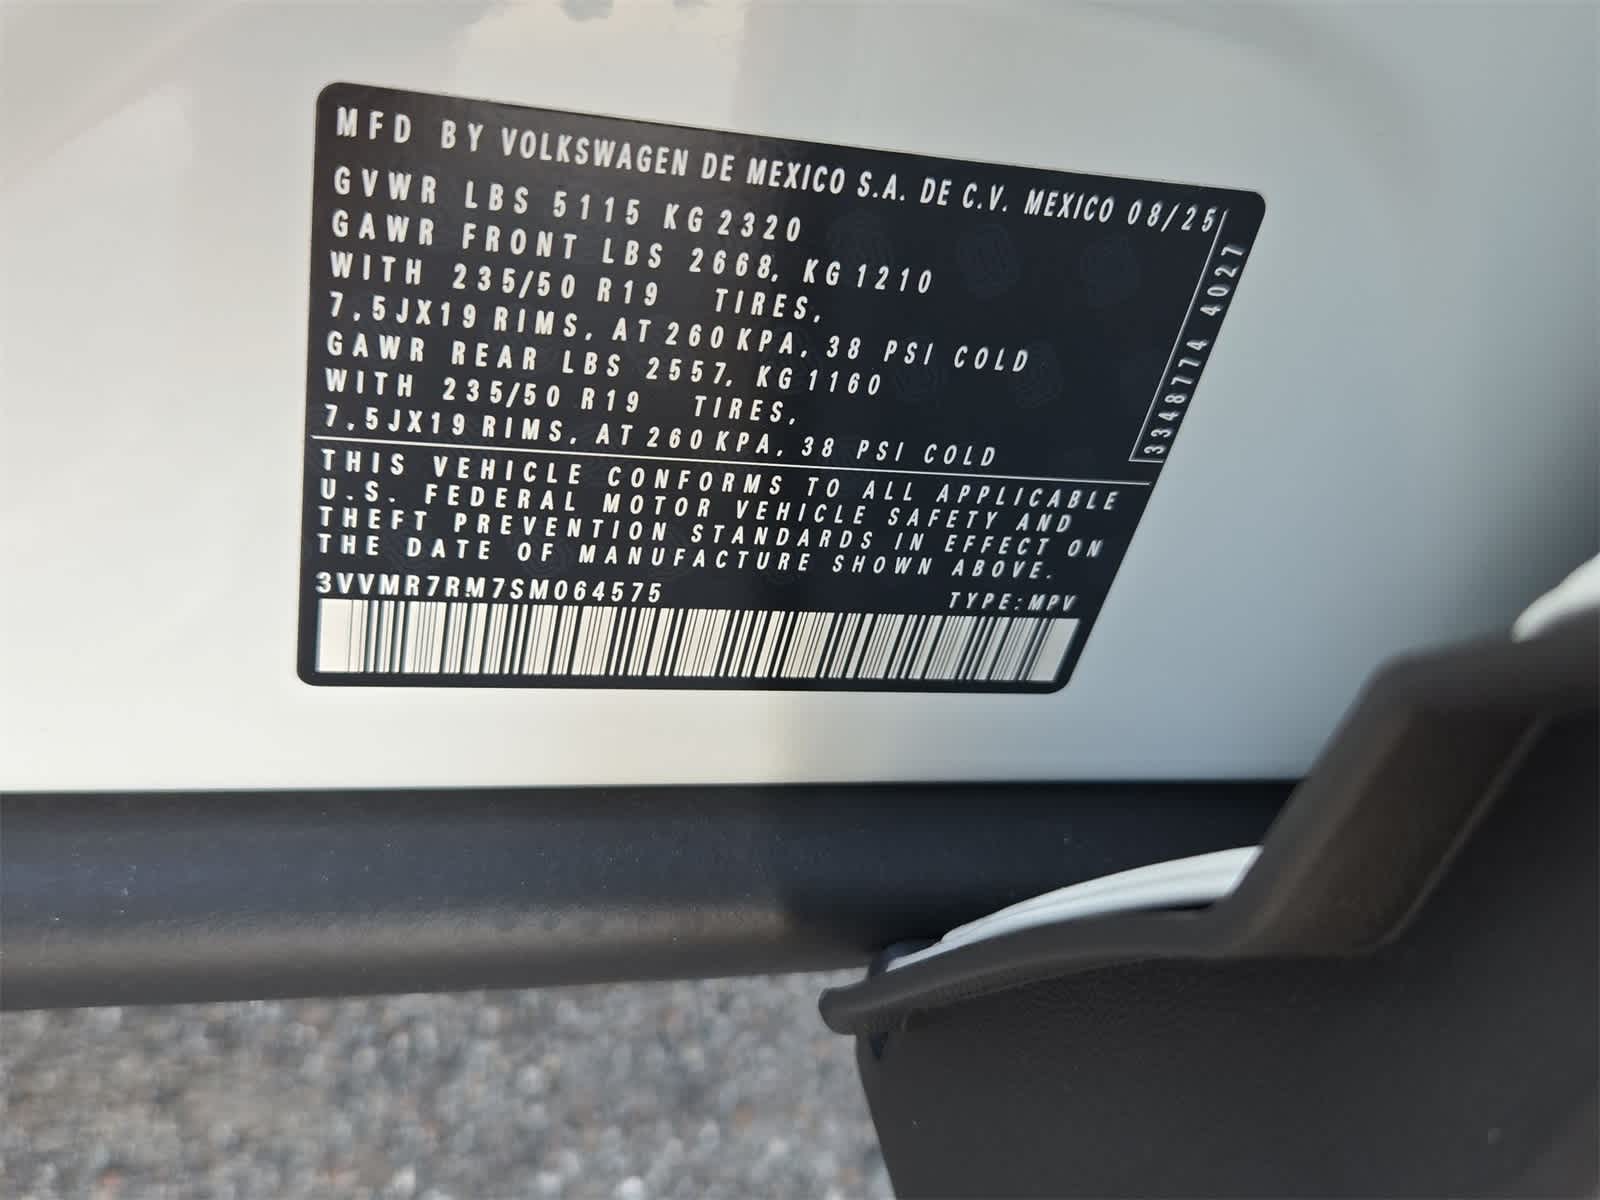 MFD BY VOLKSWAGEN DE MEXICO S.A. DE C.V. MEXICO 08/25
GVWR LBS 5115 KG 2320
GAWR FRONT LBS 2668, KG 1210
WITH 235/50 R19 TIRES,
7,5JX19 RIMS, AT 260 KPA, 38 PSI COLD
GAWR REAR LBS 2557, KG 1160
WITH 235/50 R19 TIRES,
7,5JX19 RIMS, AT 260 KPA, 38 PSI COLD
3348774 4027
THIS VEHICLE CONFORMS TO ALL APPLICABLE
U.S. FEDERAL MOTOR VEHICLE SAFETY AND
THEFT PREVENTION STANDARDS IN EFFECT ON
THE DATE OF MANUFACTURE SHOWN ABOVE.
3VVMR7RM7SM064575 TYPE:MPV